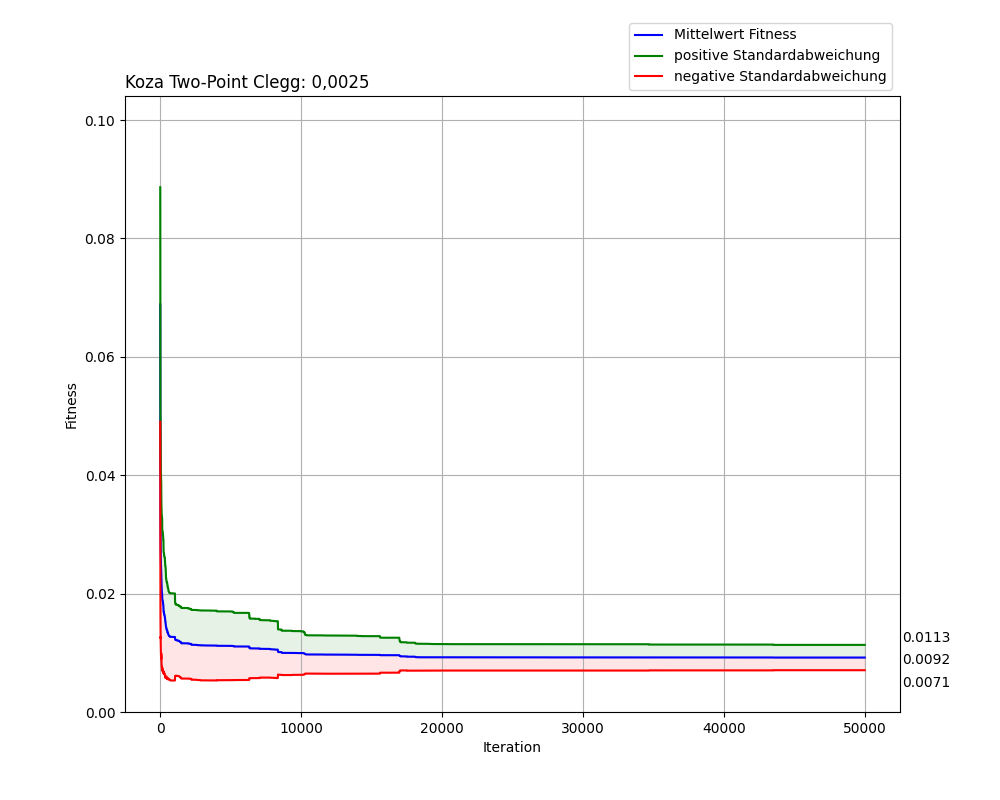 Mittelwert Fitness
positive Standardabweichung
negative Standardabweichung
Koza Two-Point Clegg: 0,0025
0.10
0.08
0.06
0.04
0.02
0.00
Fitness
0.0113
0.0092
0.0071
0 10000 20000 30000 40000 50000
Iteration